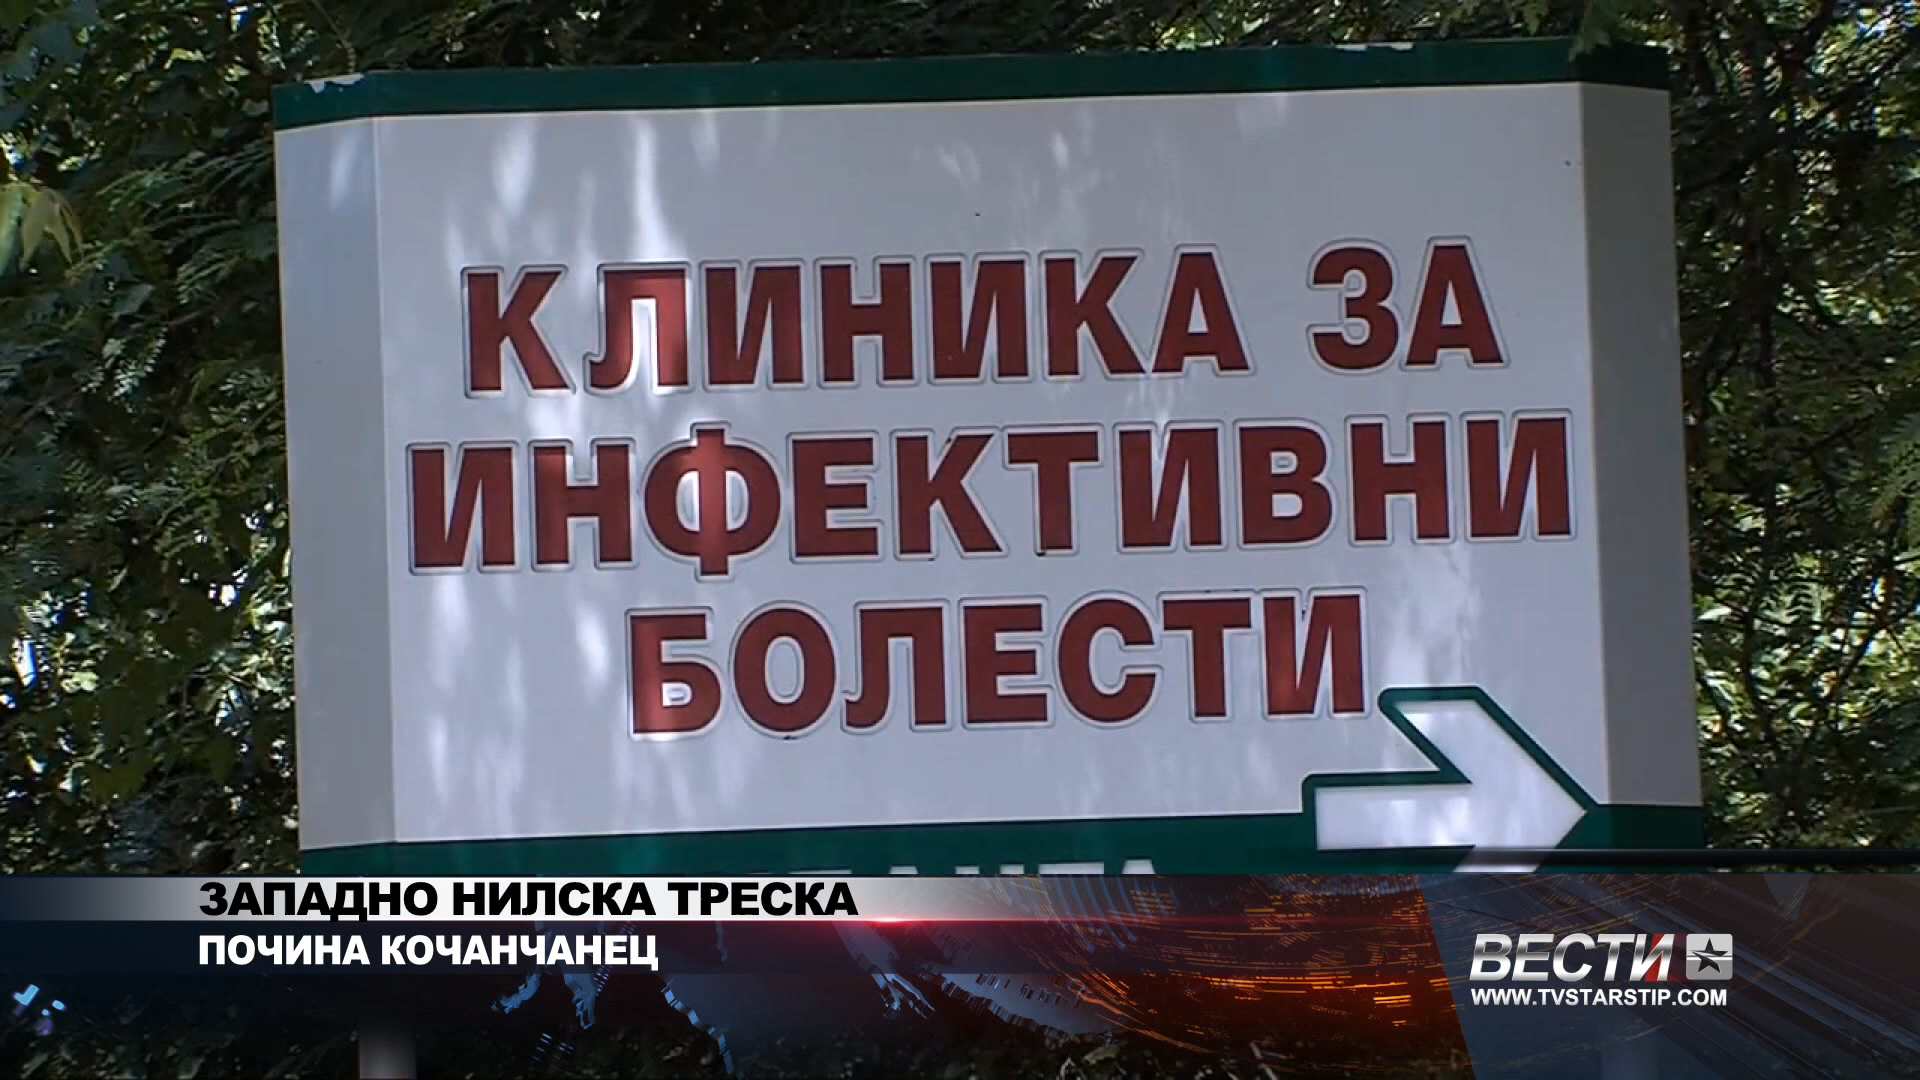 КЛИНИКА ЗА
ИНФЕКТИВНИ
БОЛЕСТИ
ЗАПАДНО НИЛСКА ТРЕСКА
ПОЧИНА КОЧАНЧАНЕЦ
ВЕСТИ
WWW.TVSTARSTIP.COM